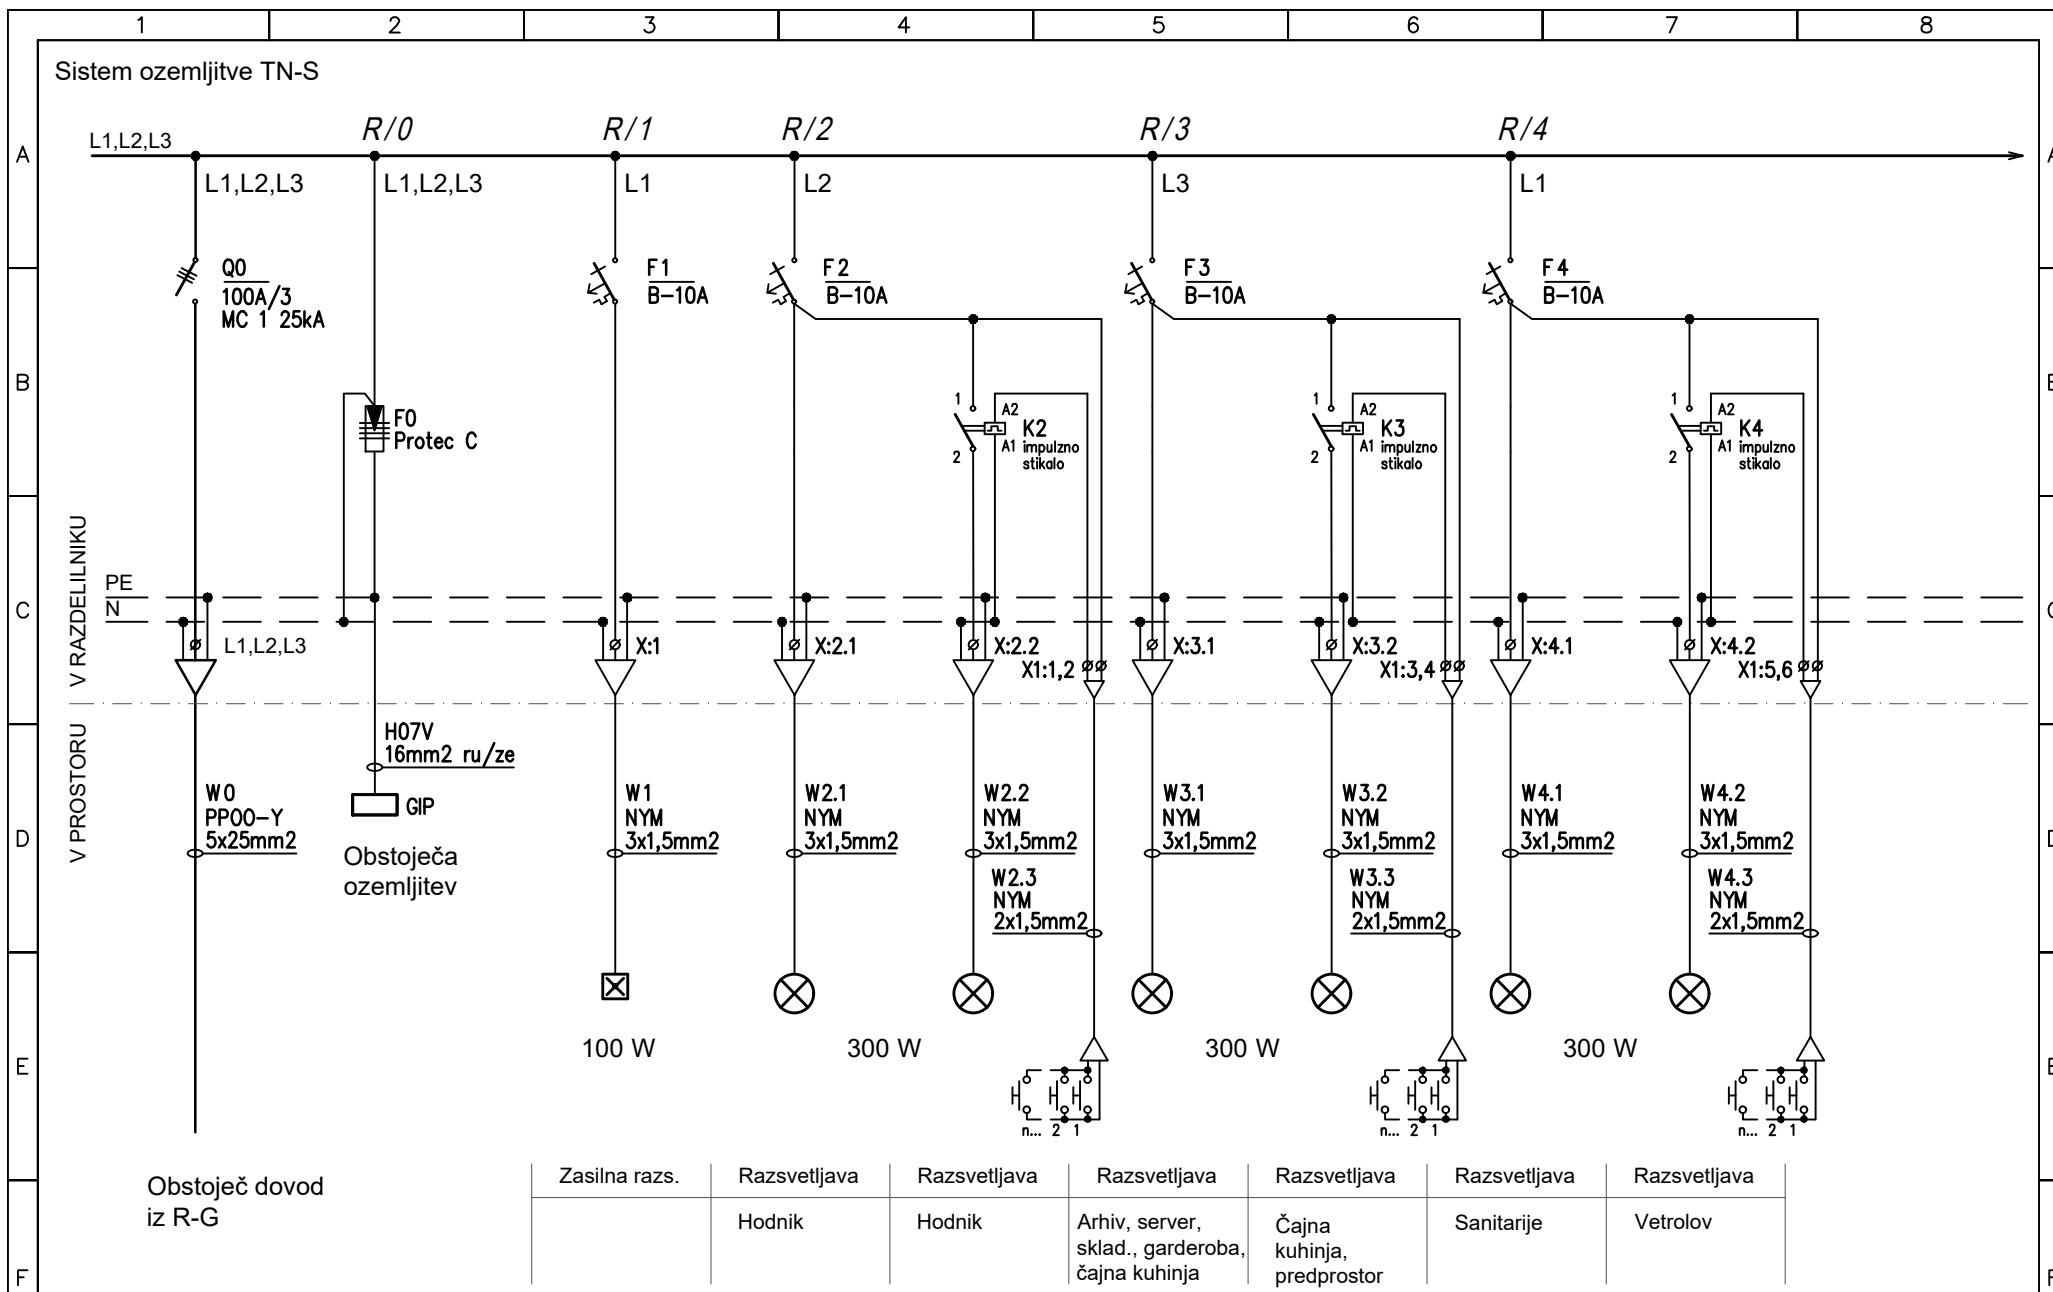 1 2 3 4 5 6 7 8
Sistem ozemljitve TN-S
R/0 R/1 R/2 R/3 R/4
L1,L2,L3
A
L1,L2,L3 L1,L2,L3 L1 L2 L3 L1
Q0
100A/3
MC 1 25kA
F1
B-10A
F2
B-10A
F3
B-10A
F4
B-10A
B
F0
Protec C
1
2
A2
A1
K2
impulzno
stikalo
1
2
A2
A1
K3
impulzno
stikalo
1
2
A2
A1
K4
impulzno
stikalo
V RAZDELILNIKU
PE
N
C
L1,L2,L3 X:1 X:2.1 X:2.2 X:3.1 X:3.2 X:4.1 X:4.2
X1:1,2 X1:3,4 X1:5,6
V PROSTORU
H07V
16mm2 ru/ze
GIP
Obstoječa
ozemljitev
D
W0
PP00-Y
5x25mm2
W1
NYM
3x1,5mm2
W2.1
NYM
3x1,5mm2
W2.2
NYM
3x1,5mm2
W2.3
NYM
2x1,5mm2
W3.1
NYM
3x1,5mm2
W3.2
NYM
3x1,5mm2
W3.3
NYM
2x1,5mm2
W4.1
NYM
3x1,5mm2
W4.2
NYM
3x1,5mm2
W4.3
NYM
2x1,5mm2
100 W 300 W 300 W 300 W
E
n... 2 1 n... 2 1 n... 2 1
Obstoječ dovod
iz R-G
Zasilna razs. Razsvetljava Razsvetljava Razsvetljava Razsvetljava Razsvetljava Razsvetljava
Hodnik
Hodnik
Arhiv, server,
sklad., garderoba,
čajna kuhinja
Čajna
kuhinja,
predprostor
Sanitarije
Vetrolov
F